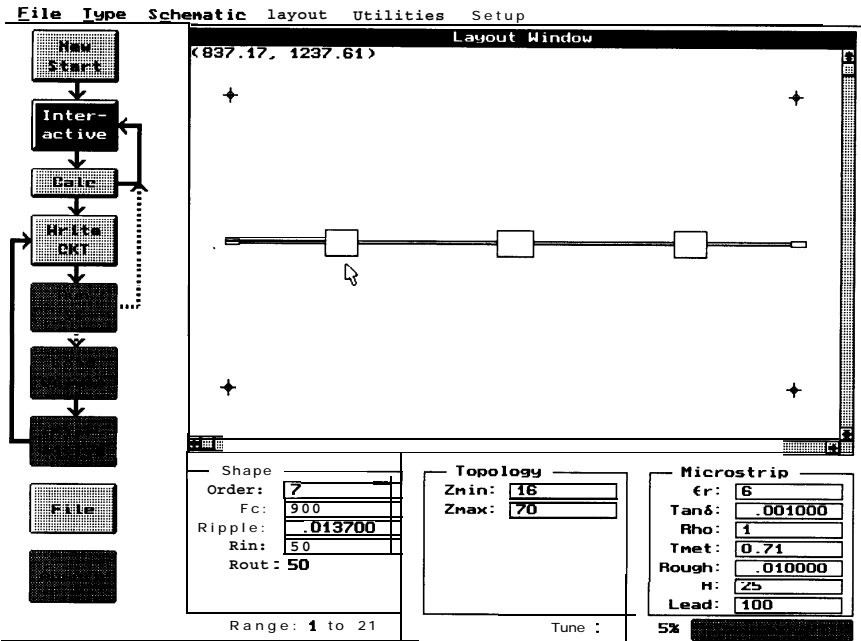 File Type Schematic layout Utilities Setup
New
Start
Inter-
active
Calc
Write
CKT
File
Layout Window
(837.17, 1237.61)
Shape
Order: 7
Fc: 900
Ripple: .013700
Rin: 50
Rout: 50
Range: 1 to 21
Topology
Zmin: 16
Zmax: 70
Tune :
Microstrip
εr: 6
Tanδ: .001000
Rho: 1
Tmet: 0.71
Rough: .010000
H: 25
Lead: 100
5%